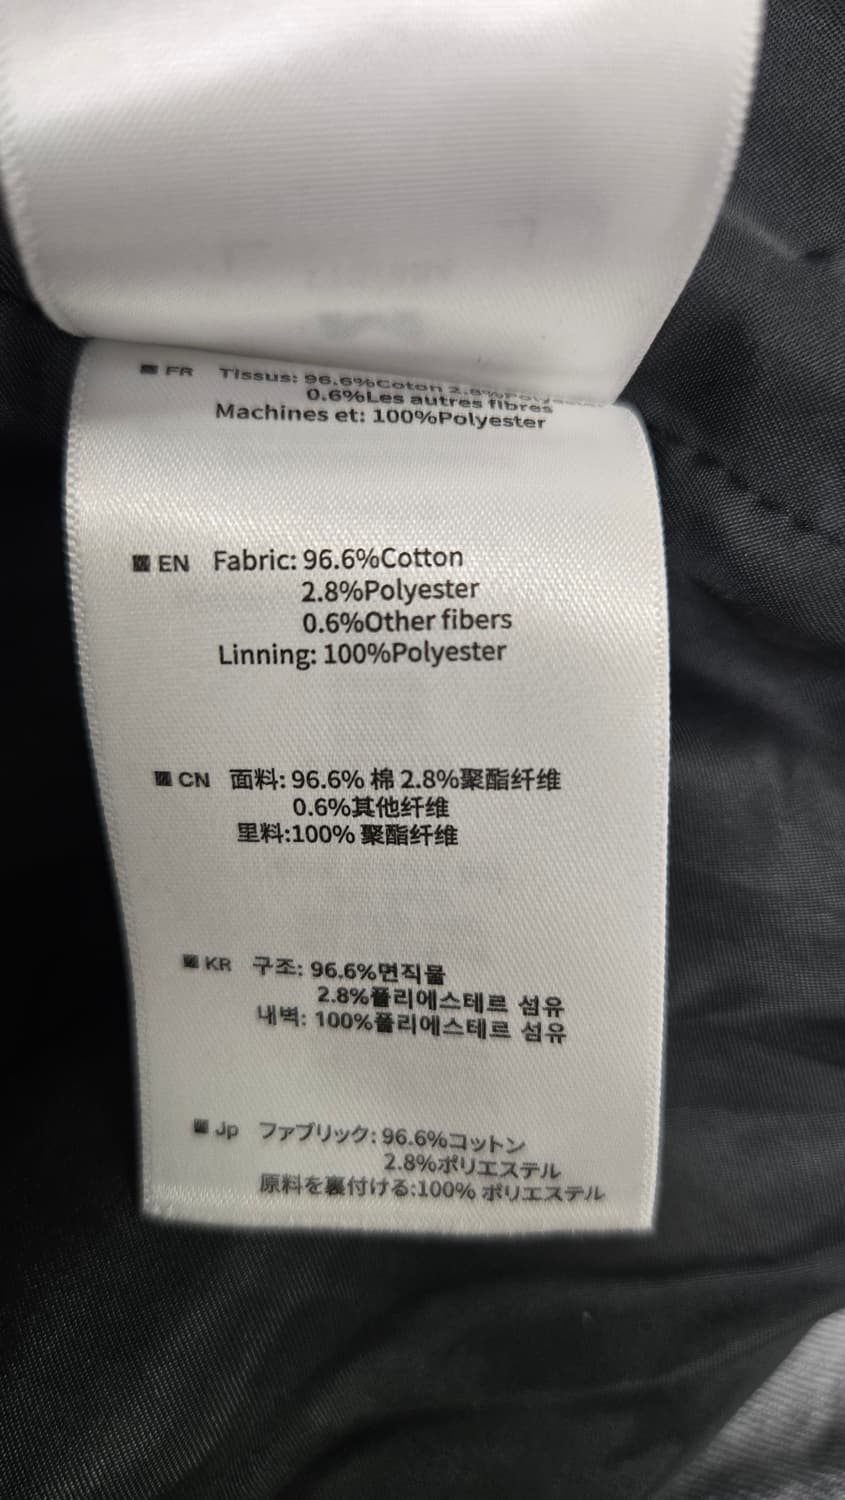 FR Tissus: 96.6%Coton 2.8%Polyester
0.6%Les autres fibres
Machines et: 100%Polyester
EN Fabric: 96.6%Cotton
2.8%Polyester
0.6%Other fibers
Linning: 100%Polyester
CN 面料: 96.6% 棉 2.8%聚酯纤维
0.6%其他纤维
里料:100% 聚酯纤维
KR 구조: 96.6%면직물
2.8%폴리에스테르 섬유
내벽: 100%폴리에스테르 섬유
Jp ファブリック: 96.6%コットン
2.8%ポリエステル
原料を裏付ける:100% ポリエステル